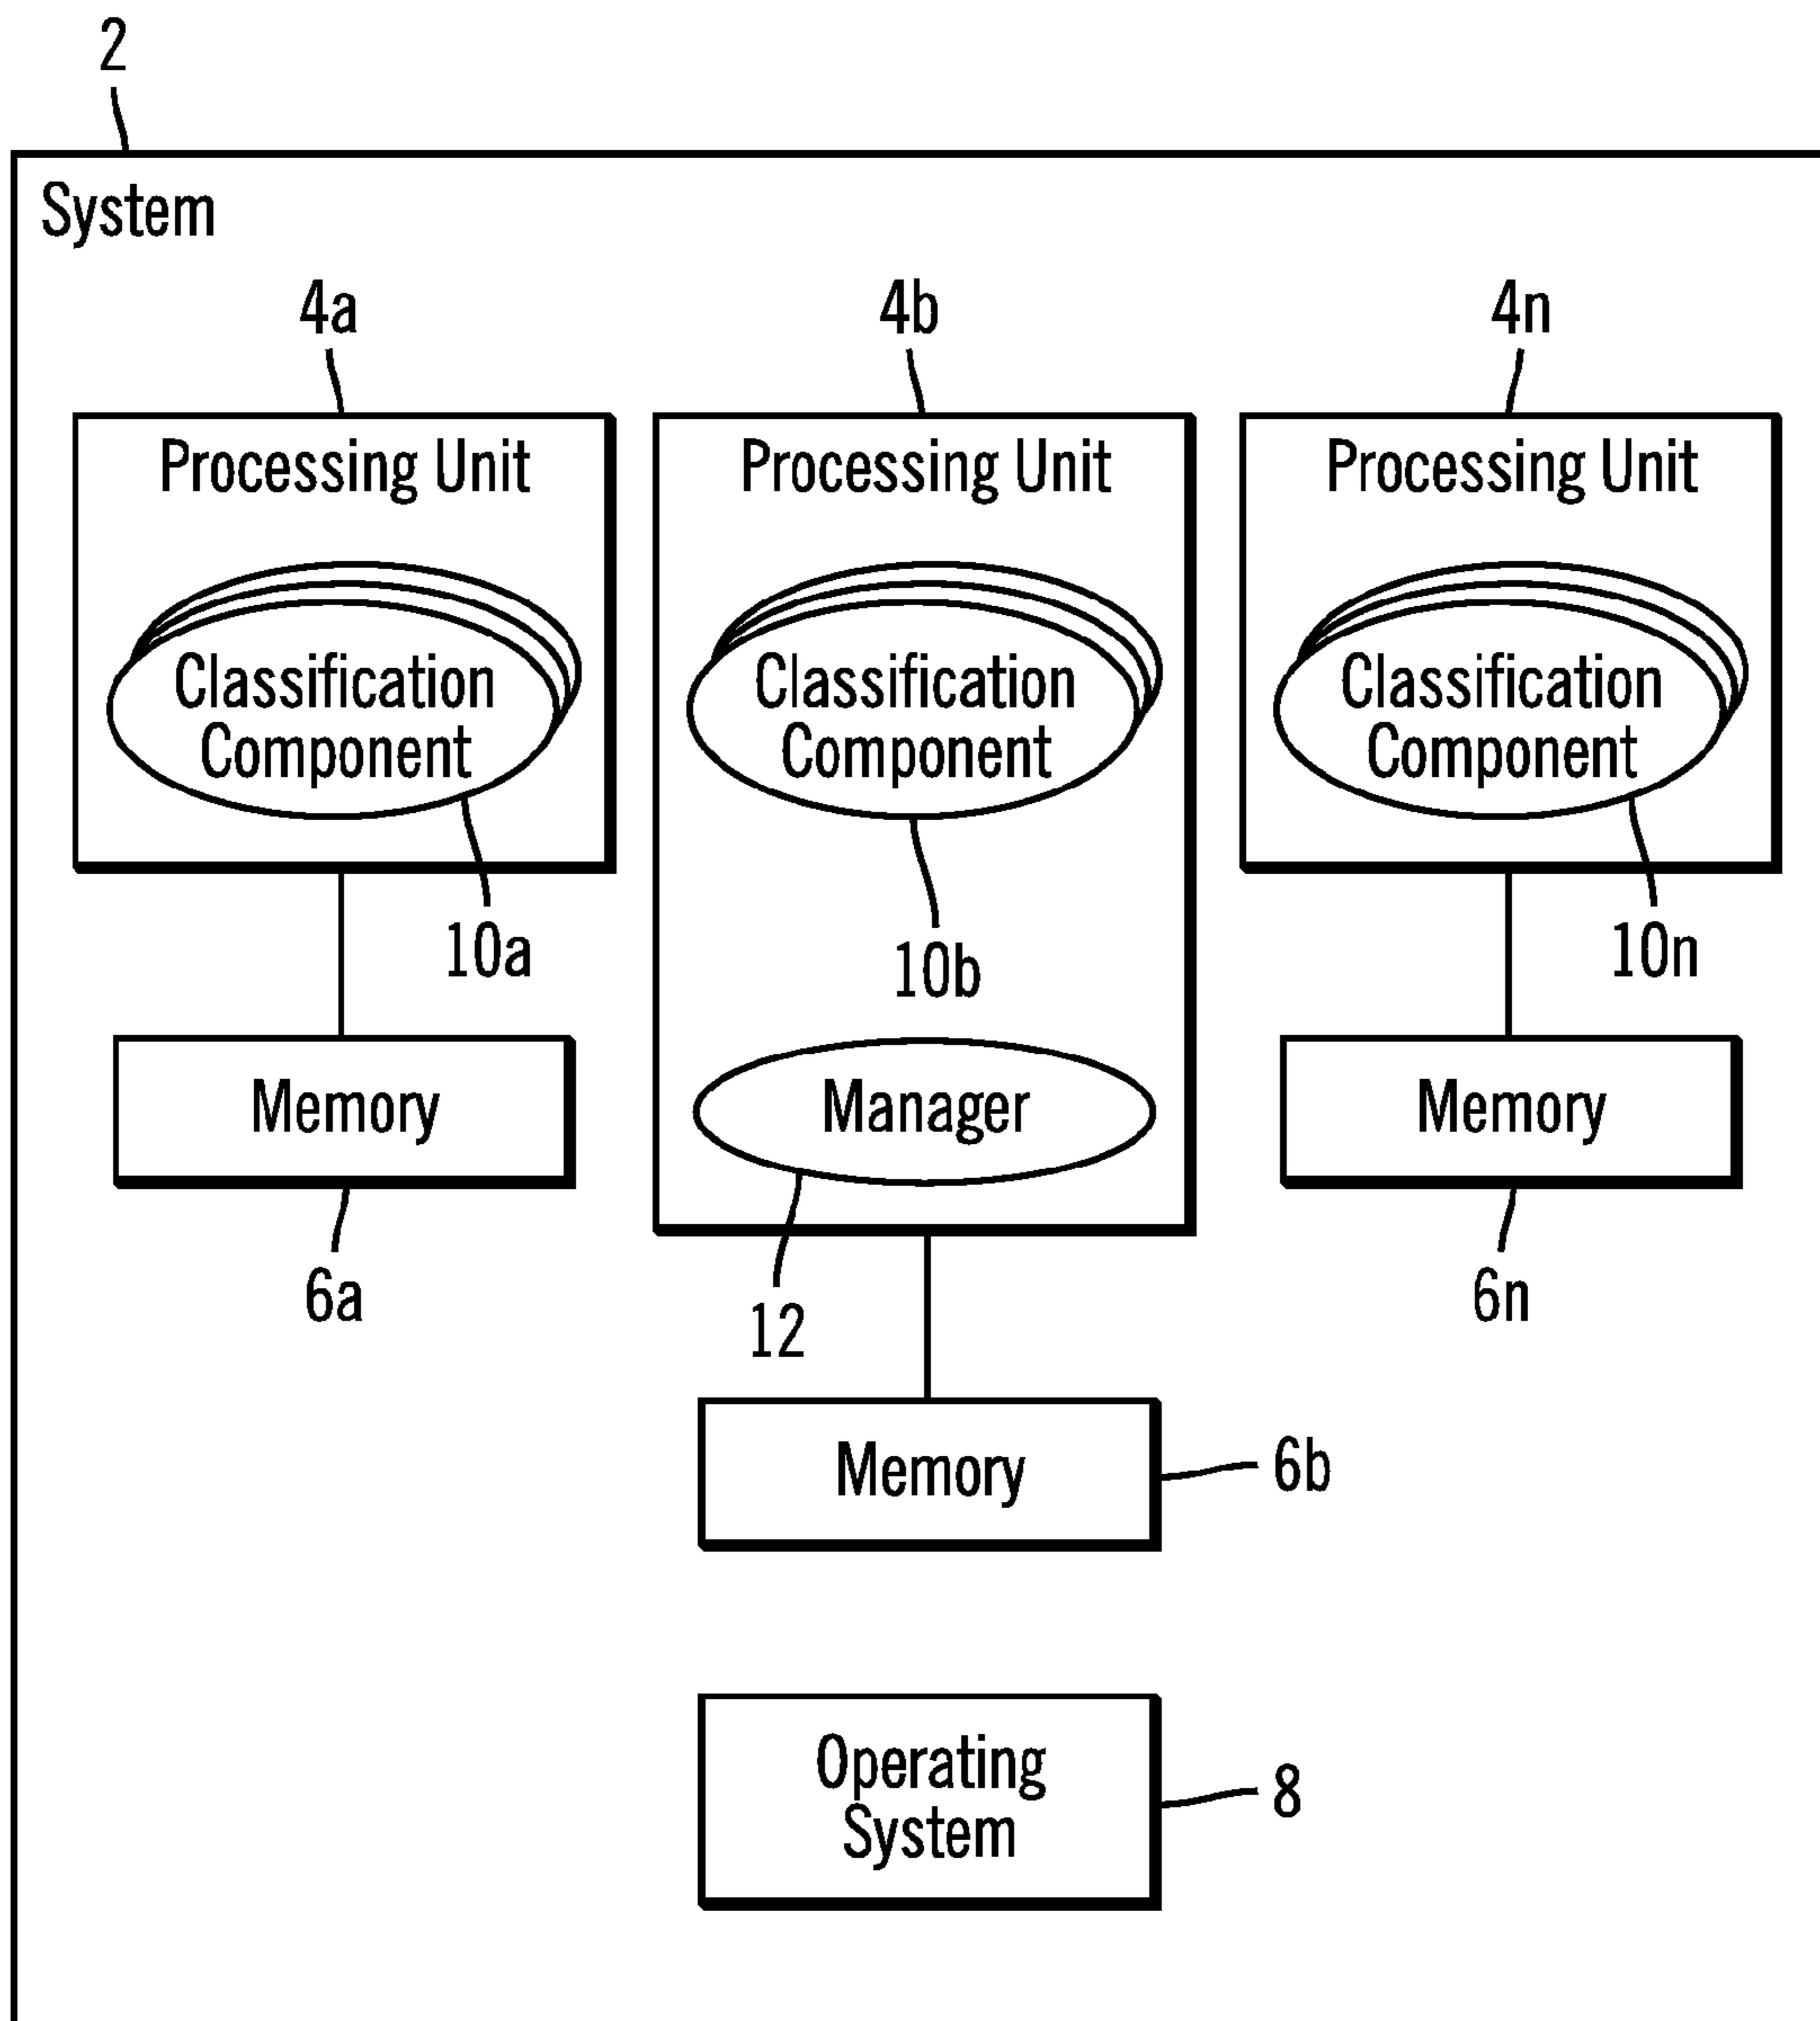 2
System
4a
4b
4n
Processing Unit
Processing Unit
Processing Unit
Classification
Component
Classification
Component
Classification
Component
10a
10b
10n
Memory
Manager
Memory
6a
12
6n
Memory
6b
Operating
System
8